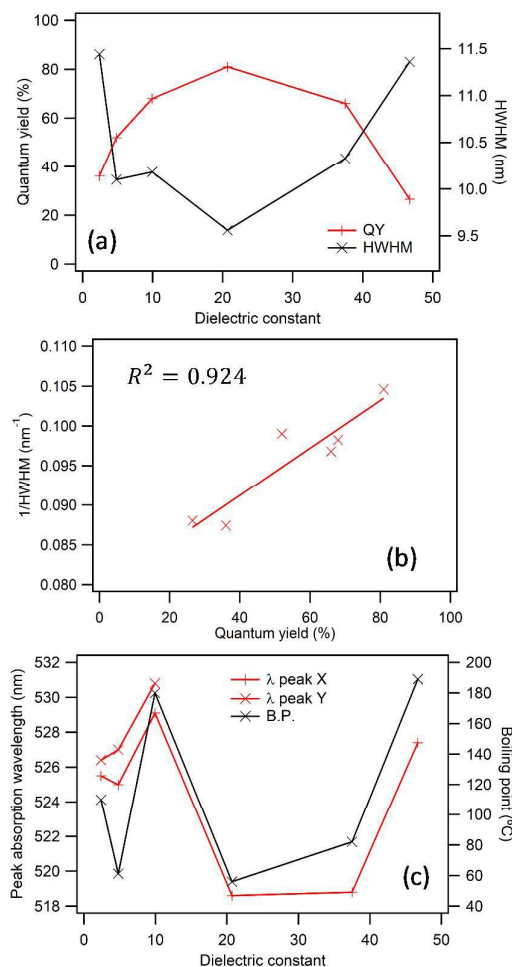 100
80
60
40
20
0
Quantum yield (%)
11.5
11.0
10.5
10.0
9.5
HWHM (nm)
(a)
QY
HWHM
0 10 20 30 40 50
Dielectric constant
0.110
0.105
0.100
0.095
0.090
0.085
0.080
1/HWHM (nm⁻¹)
R² = 0.924
(b)
0 20 40 60 80 100
Quantum yield (%)
532
530
528
526
524
522
520
518
Peak absorption wavelength (nm)
λ peak X
λ peak Y
B.P.
200
180
160
140
120
100
80
60
40
Boiling point (°C)
(c)
0 10 20 30 40 50
Dielectric constant